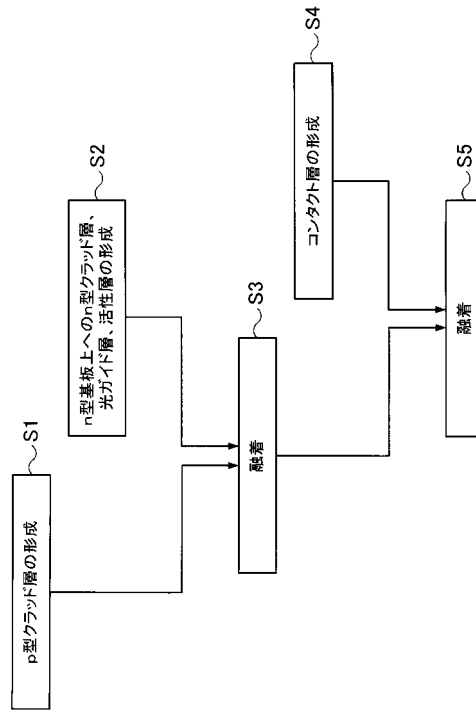 S1
p型クラッド層の形成
S2
n型基板上へのn型クラッド層、
光ガイド層、活性層の形成
S3
融着
S4
コンタクト層の形成
S5
融着